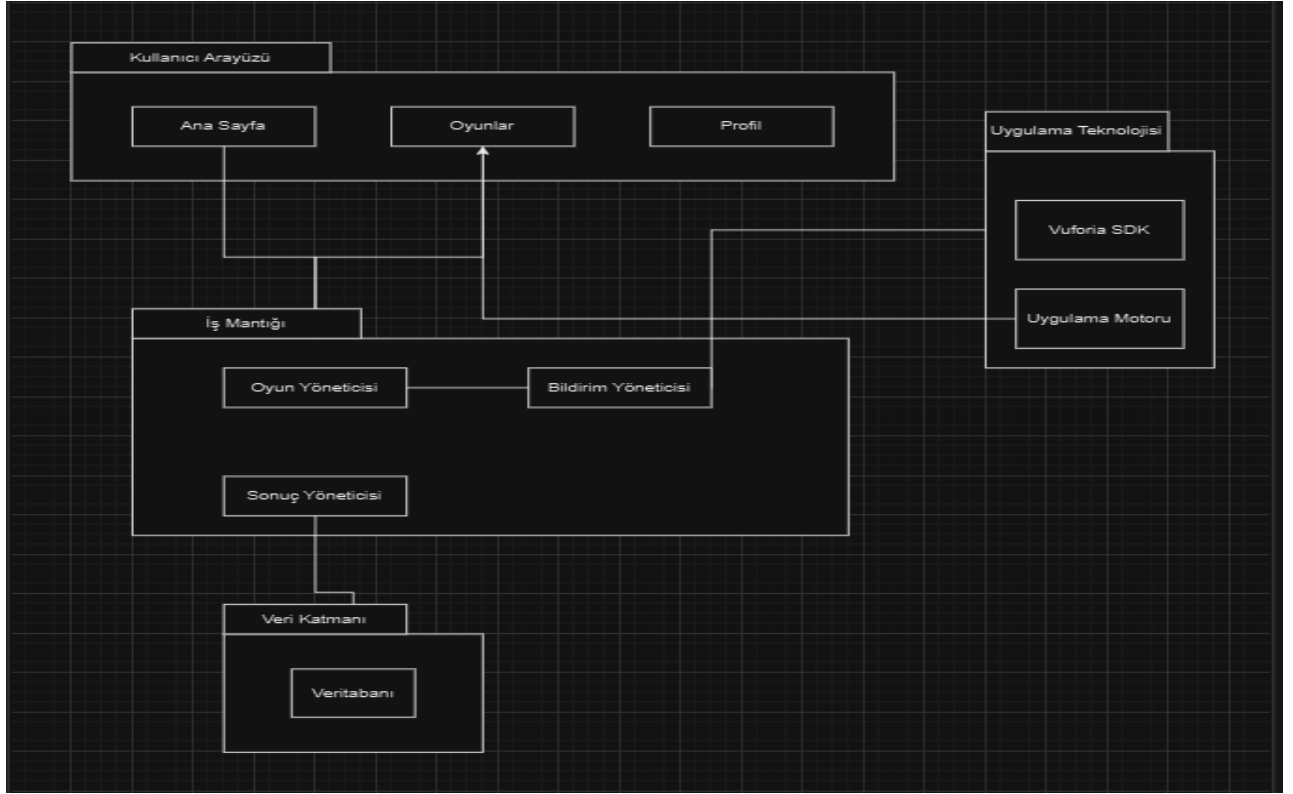 Kullanıcı Arayüzü
Ana Sayfa
Oyunlar
Profil
Uygulama Teknolojisi
Vuforia SDK
Uygulama Motoru
İş Mantığı
Oyun Yöneticisi
Bildirim Yöneticisi
Sonuç Yöneticisi
Veri Katmanı
Veritabanı